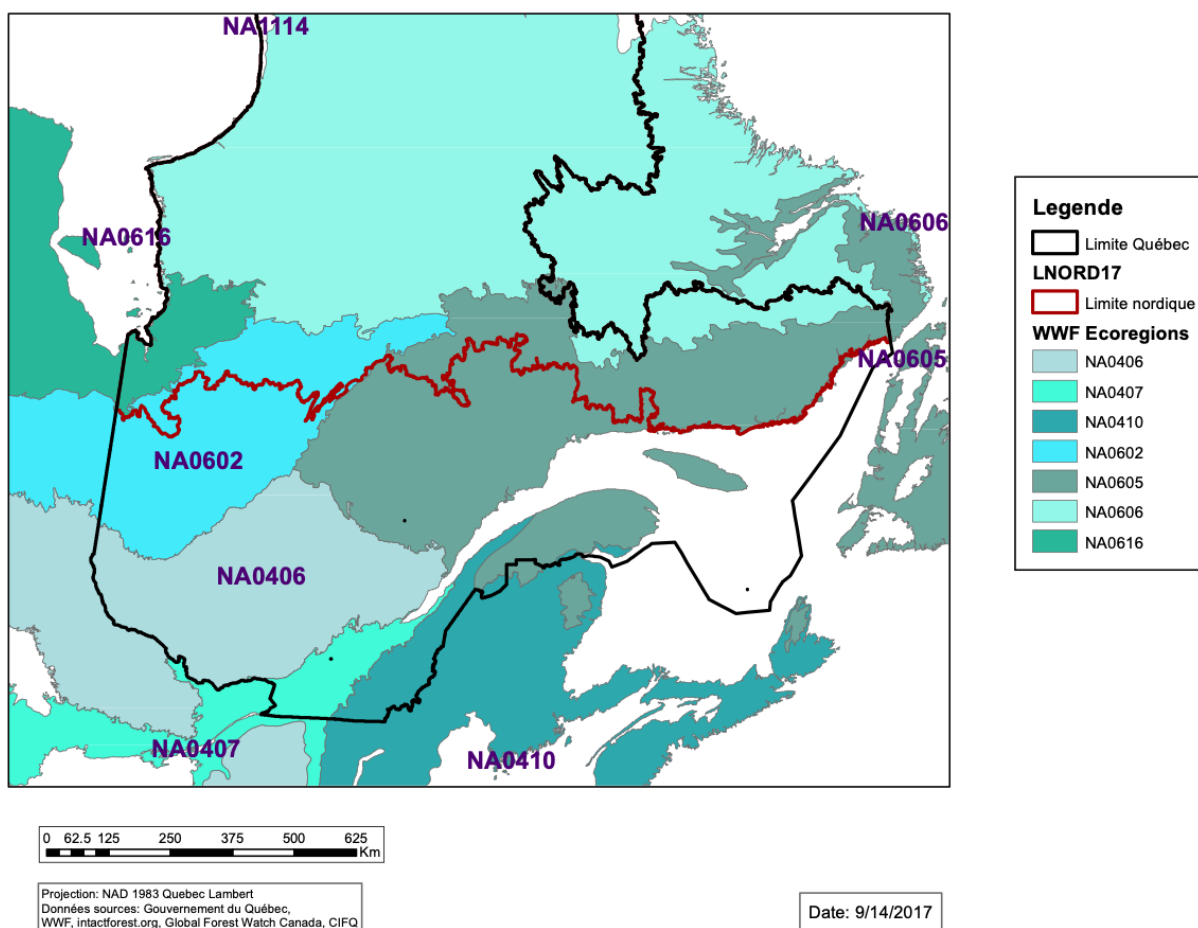 NA1114
NA0616
NA0606
NA0605
NA0602
NA0406
NA0407
NA0410
Legende
Limite Québec
LNORD17
Limite nordique
WWF Ecoregions
NA0406
NA0407
NA0410
NA0602
NA0605
NA0606
NA0616
0 62.5 125 250 375 500 625
Km
Projection: NAD 1983 Quebec Lambert
Données sources: Gouvernement du Québec,
WWF, intactforest.org, Global Forest Watch Canada, CIFQ
Date: 9/14/2017